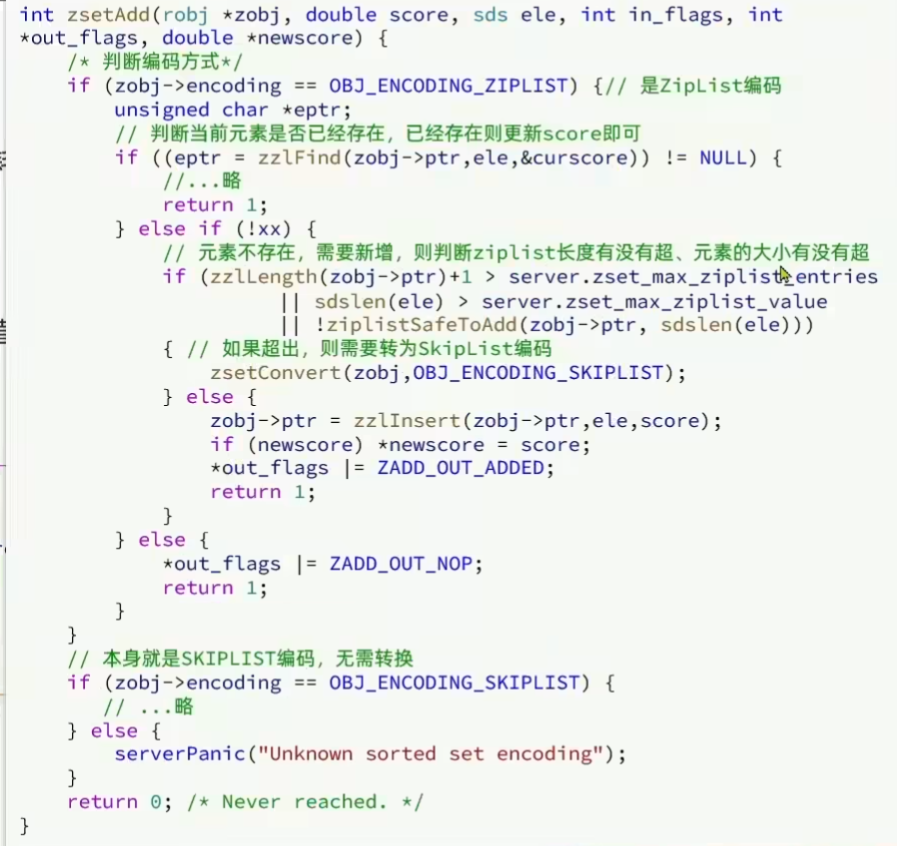 int zsetAdd(robj *zobj, double score, sds ele, int in_flags, int
*out_flags, double *newscore) {
/* 判断编码方式*/
if (zobj->encoding == OBJ_ENCODING_ZIPLIST) {// 是ZipList编码
unsigned char *eptr;
// 判断当前元素是否已经存在，已经存在则更新score即可
if ((eptr = zzlFind(zobj->ptr,ele,&curscore)) != NULL) {
//...略
return 1;
} else if (!xx) {
// 元素不存在，需要新增，则判断ziplist长度有没有超、元素的大小有没有超
if (zzlLength(zobj->ptr)+1 > server.zset_max_ziplist_entries
|| sdslen(ele) > server.zset_max_ziplist_value
|| !ziplistSafeToAdd(zobj->ptr, sdslen(ele)))
{ // 如果超出，则需要转为SkipList编码
zsetConvert(zobj,OBJ_ENCODING_SKIPLIST);
} else {
zobj->ptr = zzlInsert(zobj->ptr,ele,score);
if (newscore) *newscore = score;
*out_flags |= ZADD_OUT_ADDED;
return 1;
}
} else {
*out_flags |= ZADD_OUT_NOP;
return 1;
}
}
// 本身就是SKIPLIST编码，无需转换
if (zobj->encoding == OBJ_ENCODING_SKIPLIST) {
// ...略
} else {
serverPanic("Unknown sorted set encoding");
}
return 0; /* Never reached. */
}